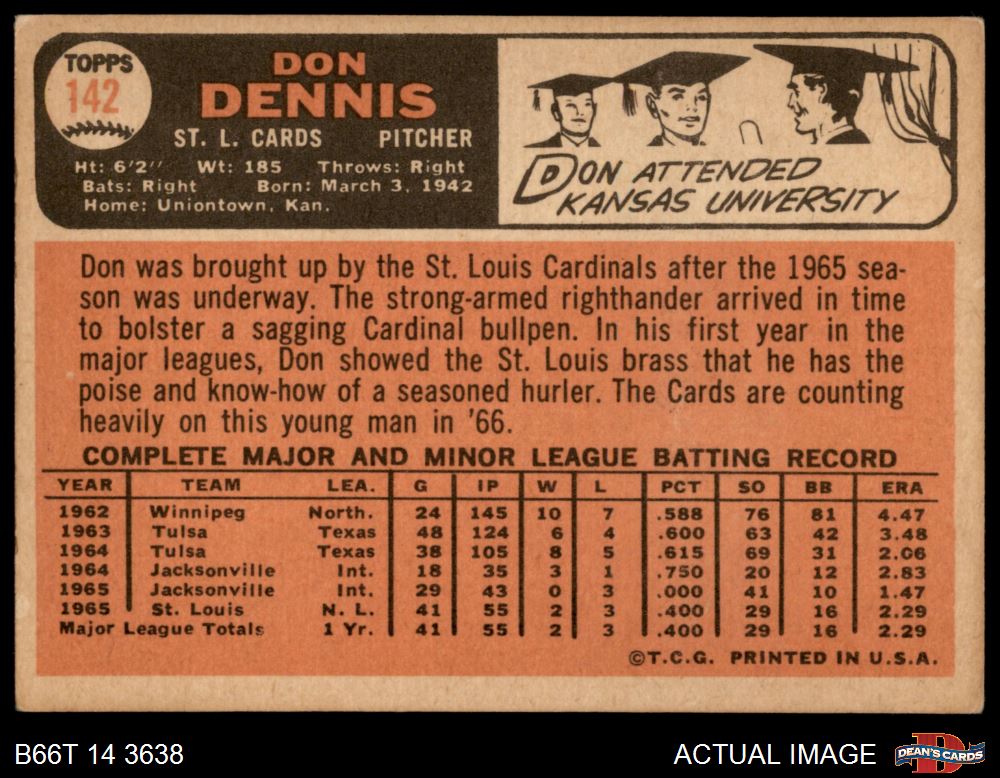 TOPPS
142
DON
DENNIS
ST. L. CARDS PITCHER
Ht: 6'2" Wt: 185 Throws: Right
Bats: Right Born: March 3, 1942
Home: Uniontown, Kan.
DON ATTENDED
KANSAS UNIVERSITY
Don was brought up by the St. Louis Cardinals after the 1965 sea-
son was underway. The strong-armed righthander arrived in time
to bolster a sagging Cardinal bullpen. In his first year in the
major leagues, Don showed the St. Louis brass that he has the
poise and know-how of a seasoned hurler. The Cards are counting
heavily on this young man in '66.
COMPLETE MAJOR AND MINOR LEAGUE BATTING RECORD
YEAR TEAM LEA. G IP W L PCT SO BB ERA
1962 Winnipeg North. 24 145 10 7 .588 76 81 4.47
1963 Tulsa Texas 48 124 6 4 .600 63 42 3.48
1964 Tulsa Texas 38 105 8 5 .615 69 31 2.06
1964 Jacksonville Int. 18 35 3 1 .750 20 12 2.83
1965 Jacksonville Int. 29 43 0 3 .000 41 10 1.47
1965 St. Louis N. L. 41 55 2 3 .400 29 16 2.29
Major League Totals 1 Yr. 41 55 2 3 .400 29 16 2.29
©T.C.G. PRINTED IN U.S.A.
B66T 14 3638
ACTUAL IMAGE
DEAN'S CARDS